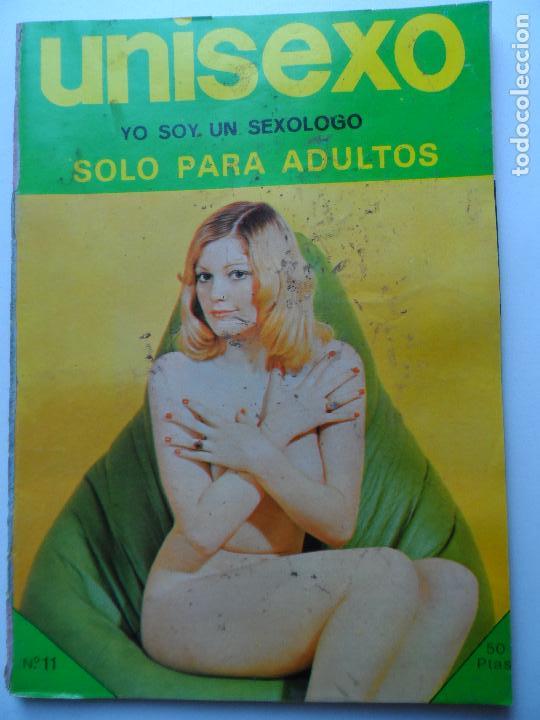 unisexo
YO SOY UN SEXOLOGO
SOLO PARA ADULTOS
Nº 11
50
Ptas
todocoleccion